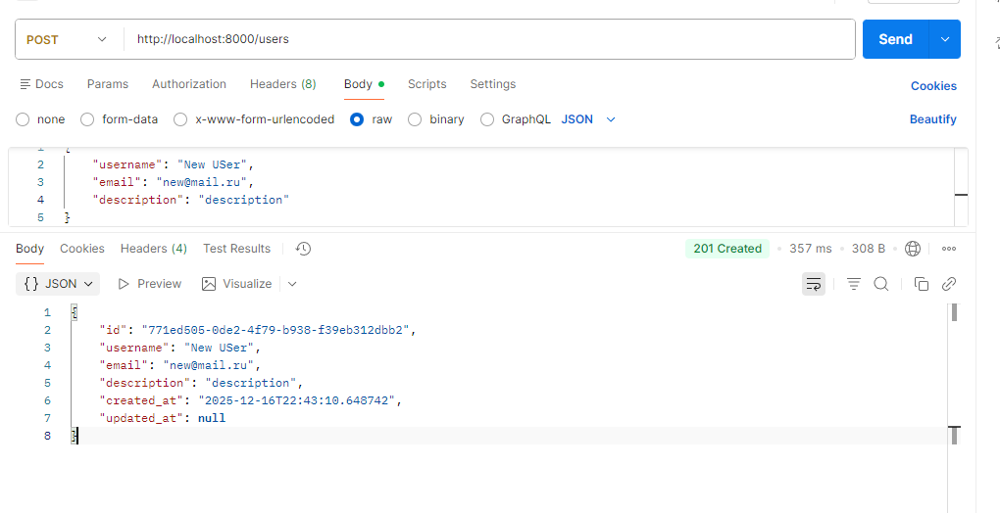 POST http://localhost:8000/users Send
Docs Params Authorization Headers (8) Body Scripts Settings Cookies
none form-data x-www-form-urlencoded raw binary GraphQL JSON Beautify
1 {
2 "username": "New USer",
3 "email": "new@mail.ru",
4 "description": "description"
5 }
Body Cookies Headers (4) Test Results 201 Created • 357 ms • 308 B •
{} JSON Preview Visualize
1 {
2 "id": "771ed505-0de2-4f79-b938-f39eb312dbb2",
3 "username": "New USer",
4 "email": "new@mail.ru",
5 "description": "description",
6 "created_at": "2025-12-16T22:43:10.648742",
7 "updated_at": null
8 }